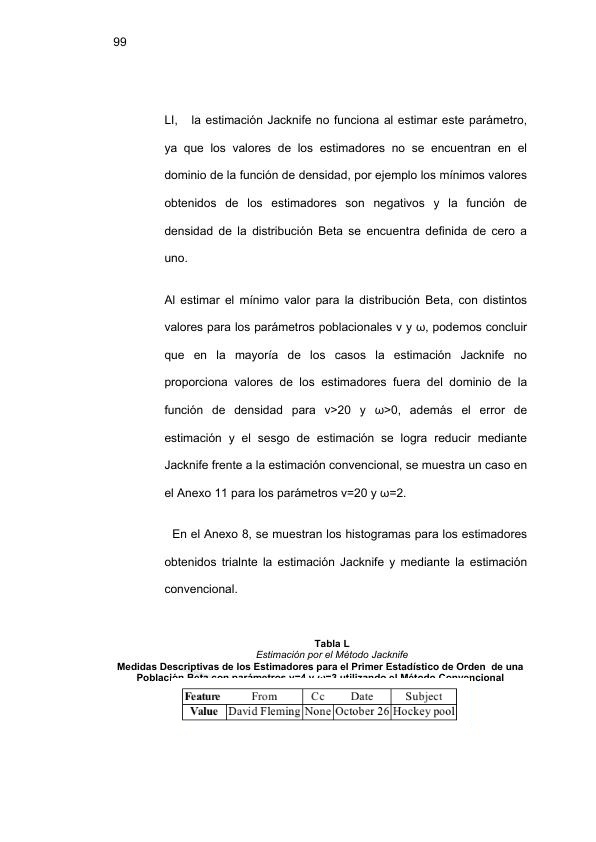 99
LI, la estimación Jacknife no funciona al estimar este parámetro,
ya que los valores de los estimadores no se encuentran en el
dominio de la función de densidad, por ejemplo los mínimos valores
obtenidos de los estimadores son negativos y la función de
densidad de la distribución Beta se encuentra definida de cero a
uno.
Al estimar el mínimo valor para la distribución Beta, con distintos
valores para los parámetros poblacionales v y ω, podemos concluir
que en la mayoría de los casos la estimación Jacknife no
proporciona valores de los estimadores fuera del dominio de la
función de densidad para v>20 y ω>0, además el error de
estimación y el sesgo de estimación se logra reducir mediante
Jacknife frente a la estimación convencional, se muestra un caso en
el Anexo 11 para los parámetros v=20 y ω=2.
En el Anexo 8, se muestran los histogramas para los estimadores
obtenidos trialnte la estimación Jacknife y mediante la estimación
convencional.
Tabla L
Estimación por el Método Jacknife
Medidas Descriptivas de los Estimadores para el Primer Estadístico de Orden de una
Población Beta con parámetros v=4 y ω=3 utilizando el Método Convencional
Feature From Cc Date Subject
Value David Fleming None October 26 Hockey pool